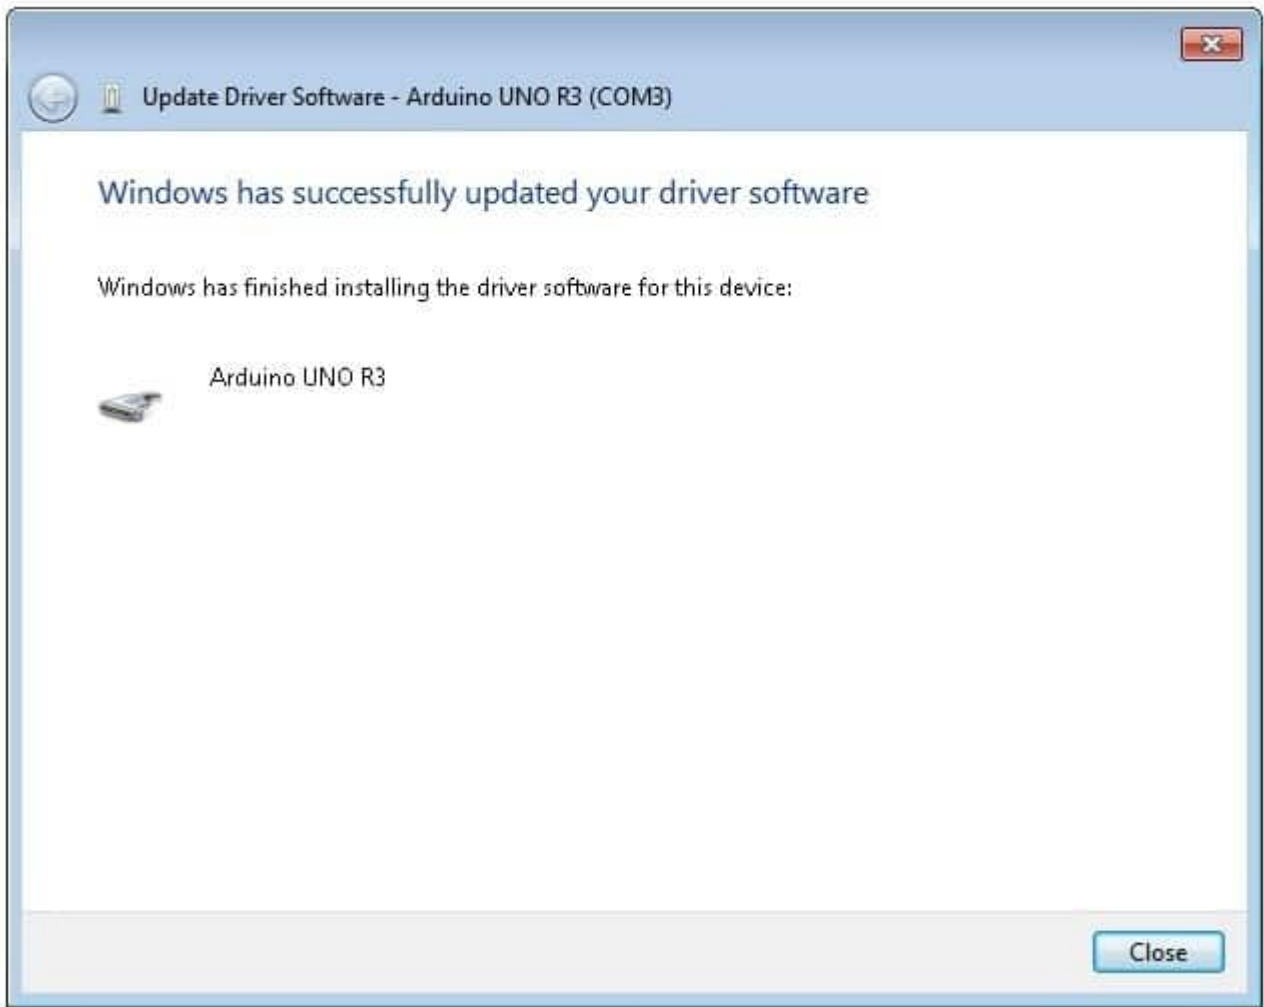 Update Driver Software - Arduino UNO R3 (COM3)
Windows has successfully updated your driver software
Windows has finished installing the driver software for this device:
Arduino UNO R3
Close